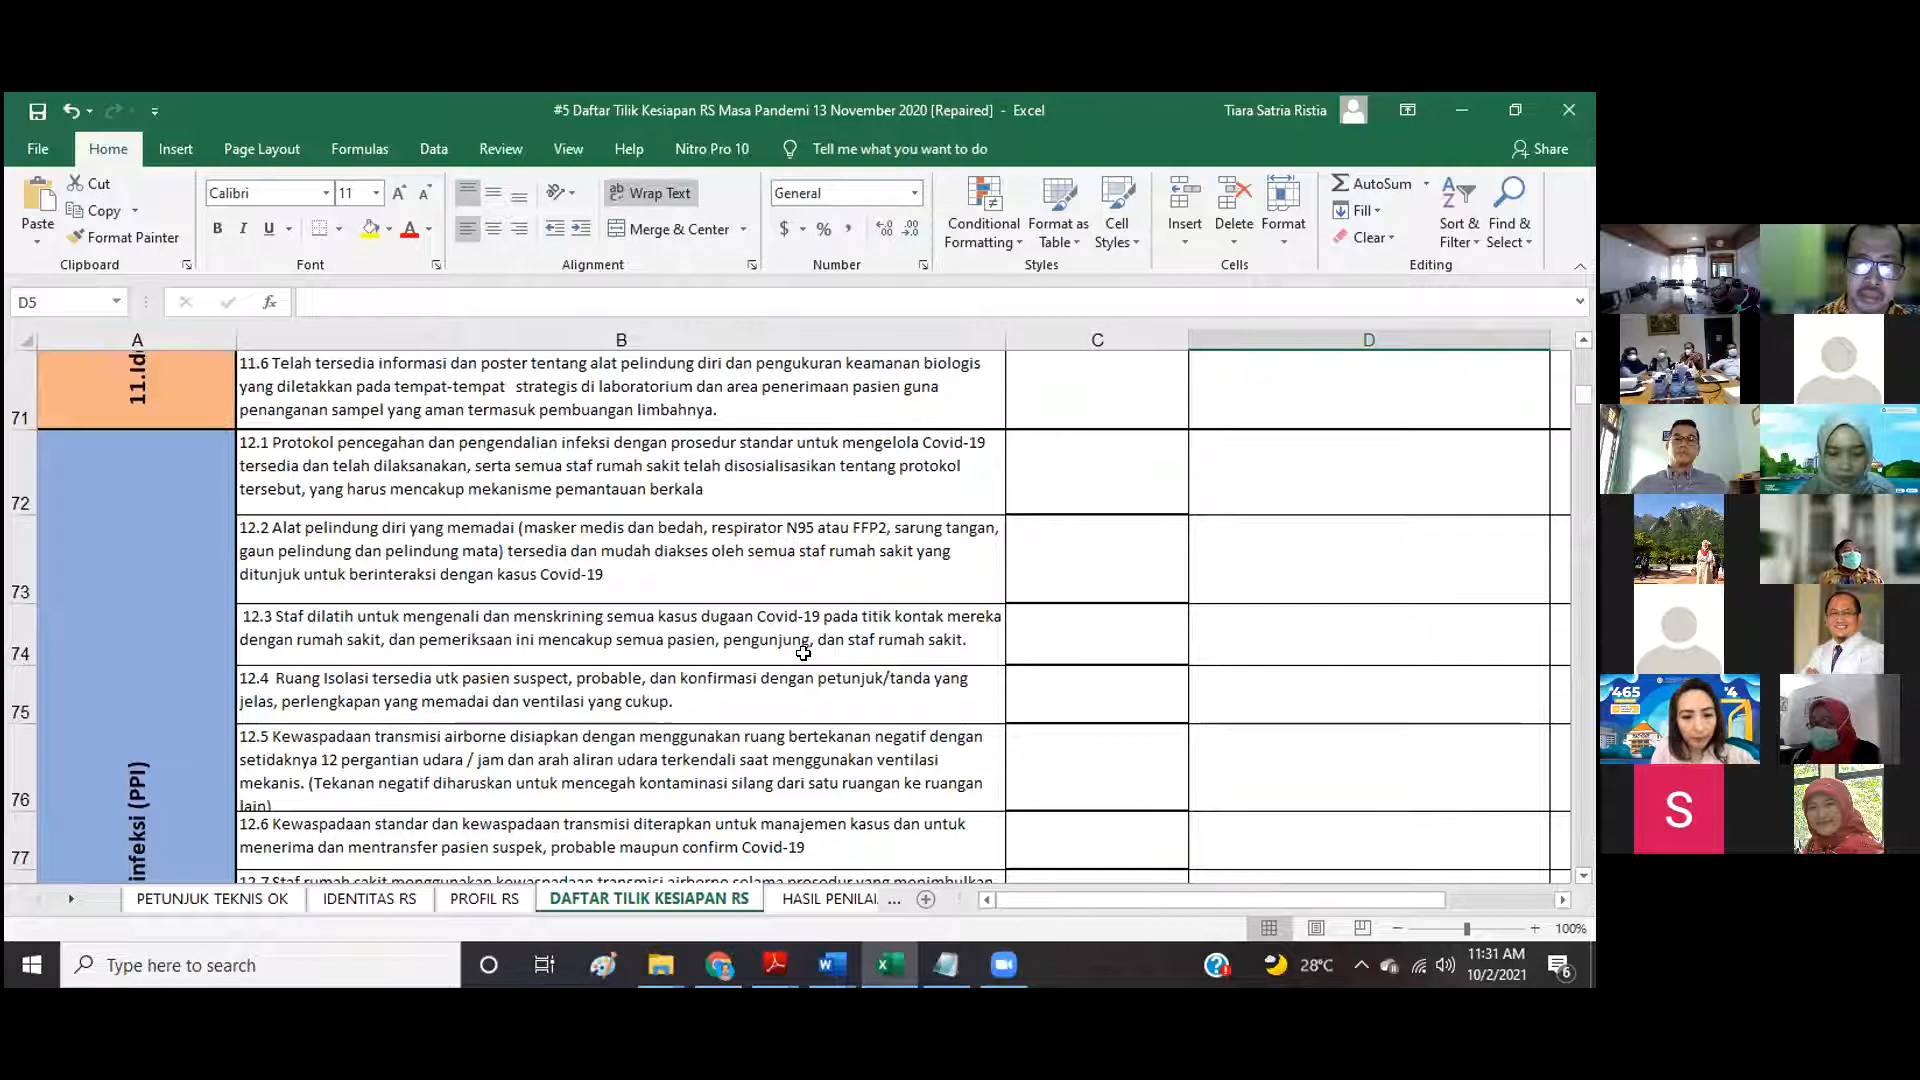 #5 Daftar Tilik Kesiapan RS Masa Pandemi 13 November 2020 [Repaired] - Excel
Tiara Satria Ristia
File Home Insert Page Layout Formulas Data Review View Help Nitro Pro 10 Tell me what you want to do Share
Paste
Cut
Copy
Format Painter
Clipboard
Calibri 11
B I U
Font
Wrap Text
Merge & Center
Alignment
General
$ % ,
Number
Conditional Formatting
Format as Table
Cell Styles
Styles
Insert Delete Format
Cells
AutoSum
Fill
Clear
Sort & Filter
Find & Select
Editing
D5
fx
A B C D
11.Id
71
11.6 Telah tersedia informasi dan poster tentang alat pelindung diri dan pengukuran keamanan biologis
yang diletakkan pada tempat-tempat strategis di laboratorium dan area penerimaan pasien guna
penanganan sampel yang aman termasuk pembuangan limbahnya.
72
12.1 Protokol pencegahan dan pengendalian infeksi dengan prosedur standar untuk mengelola Covid-19
tersedia dan telah dilaksanakan, serta semua staf rumah sakit telah disosialisasikan tentang protokol
tersebut, yang harus mencakup mekanisme pemantauan berkala
73
12.2 Alat pelindung diri yang memadai (masker medis dan bedah, respirator N95 atau FFP2, sarung tangan,
gaun pelindung dan pelindung mata) tersedia dan mudah diakses oleh semua staf rumah sakit yang
ditunjuk untuk berinteraksi dengan kasus Covid-19
74
12.3 Staf dilatih untuk mengenali dan menskrining semua kasus dugaan Covid-19 pada titik kontak mereka
dengan rumah sakit, dan pemeriksaan ini mencakup semua pasien, pengunjung, dan staf rumah sakit.
75
12.4 Ruang Isolasi tersedia utk pasien suspect, probable, dan konfirmasi dengan petunjuk/tanda yang
jelas, perlengkapan yang memadai dan ventilasi yang cukup.
76
12.5 Kewaspadaan transmisi airborne disiapkan dengan menggunakan ruang bertekanan negatif dengan
setidaknya 12 pergantian udara / jam dan arah aliran udara terkendali saat menggunakan ventilasi
mekanis. (Tekanan negatif diharuskan untuk mencegah kontaminasi silang dari satu ruangan ke ruangan
lain)
77
12.6 Kewaspadaan standar dan kewaspadaan transmisi diterapkan untuk manajemen kasus dan untuk
menerima dan mentransfer pasien suspek, probable maupun confirm Covid-19
12.7 Staf rumah sakit menggunakan kewaspadaan transmisi airborne selama prosedur yang menimbulkan
infeksi (PPI)
PETUNJUK TEKNIS OK IDENTITAS RS PROFIL RS DAFTAR TILIK KESIAPAN RS HASIL PENILAI ...
100%
Type here to search
28°C
11:31 AM
10/2/2021
6
465
4
S